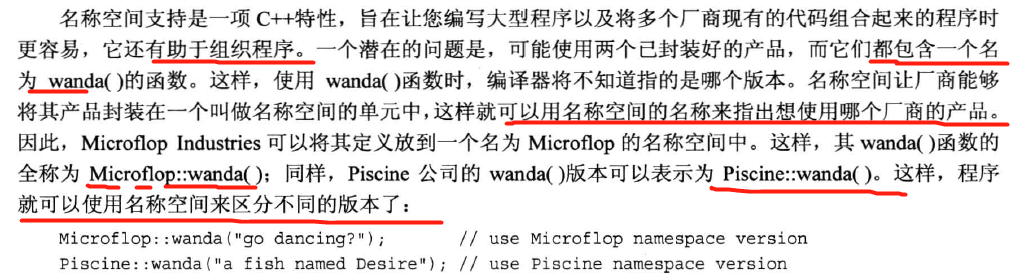 名称空间支持是一项 C++特性，旨在让您编写大型程序以及将多个厂商现有的代码组合起来的程序时
更容易，它还有助于组织程序。一个潜在的问题是，可能使用两个已封装好的产品，而它们都包含一个名
为 wanda( )的函数。这样，使用 wanda( )函数时，编译器将不知道指的是哪个版本。名称空间让厂商能够
将其产品封装在一个叫做名称空间的单元中，这样就可以用名称空间的名称来指出想使用哪个厂商的产品。
因此，Microflop Industries 可以将其定义放到一个名为 Microflop 的名称空间中。这样，其 wanda( )函数的
全称为 Microflop::wanda( )；同样，Piscine 公司的 wanda( )版本可以表示为 Piscine::wanda( )。这样，程序
就可以使用名称空间来区分不同的版本了：
Microflop::wanda("go dancing?"); // use Microflop namespace version
Piscine::wanda("a fish named Desire"); // use Piscine namespace version